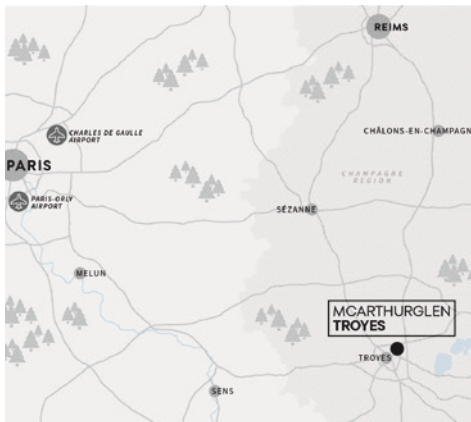 REIMS
CHARLES DE GAULLE
AIRPORT
CHÂLONS-EN-CHAMPAGN
PARIS
CHAMPAGNE
REGION
PARIS-ORLY
AIRPORT
SÉZANNE
MELUN
MCARTHURGLEN
TROYES
TROYES
SENS